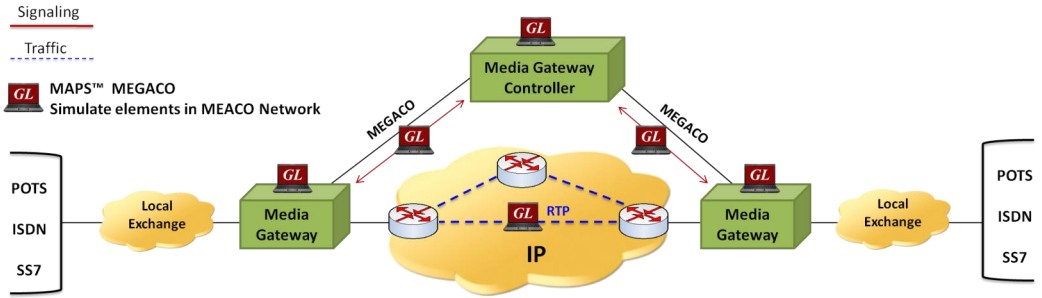 Signaling
Traffic
GL
MAPS™ MEGACO
Simulate elements in MEACO Network
GL
Media Gateway
Controller
MEGACO
GL
MEGACO
GL
POTS
ISDN
SS7
Local
Exchange
GL
Media
Gateway
GL
RTP
IP
GL
Media
Gateway
Local
Exchange
POTS
ISDN
SS7